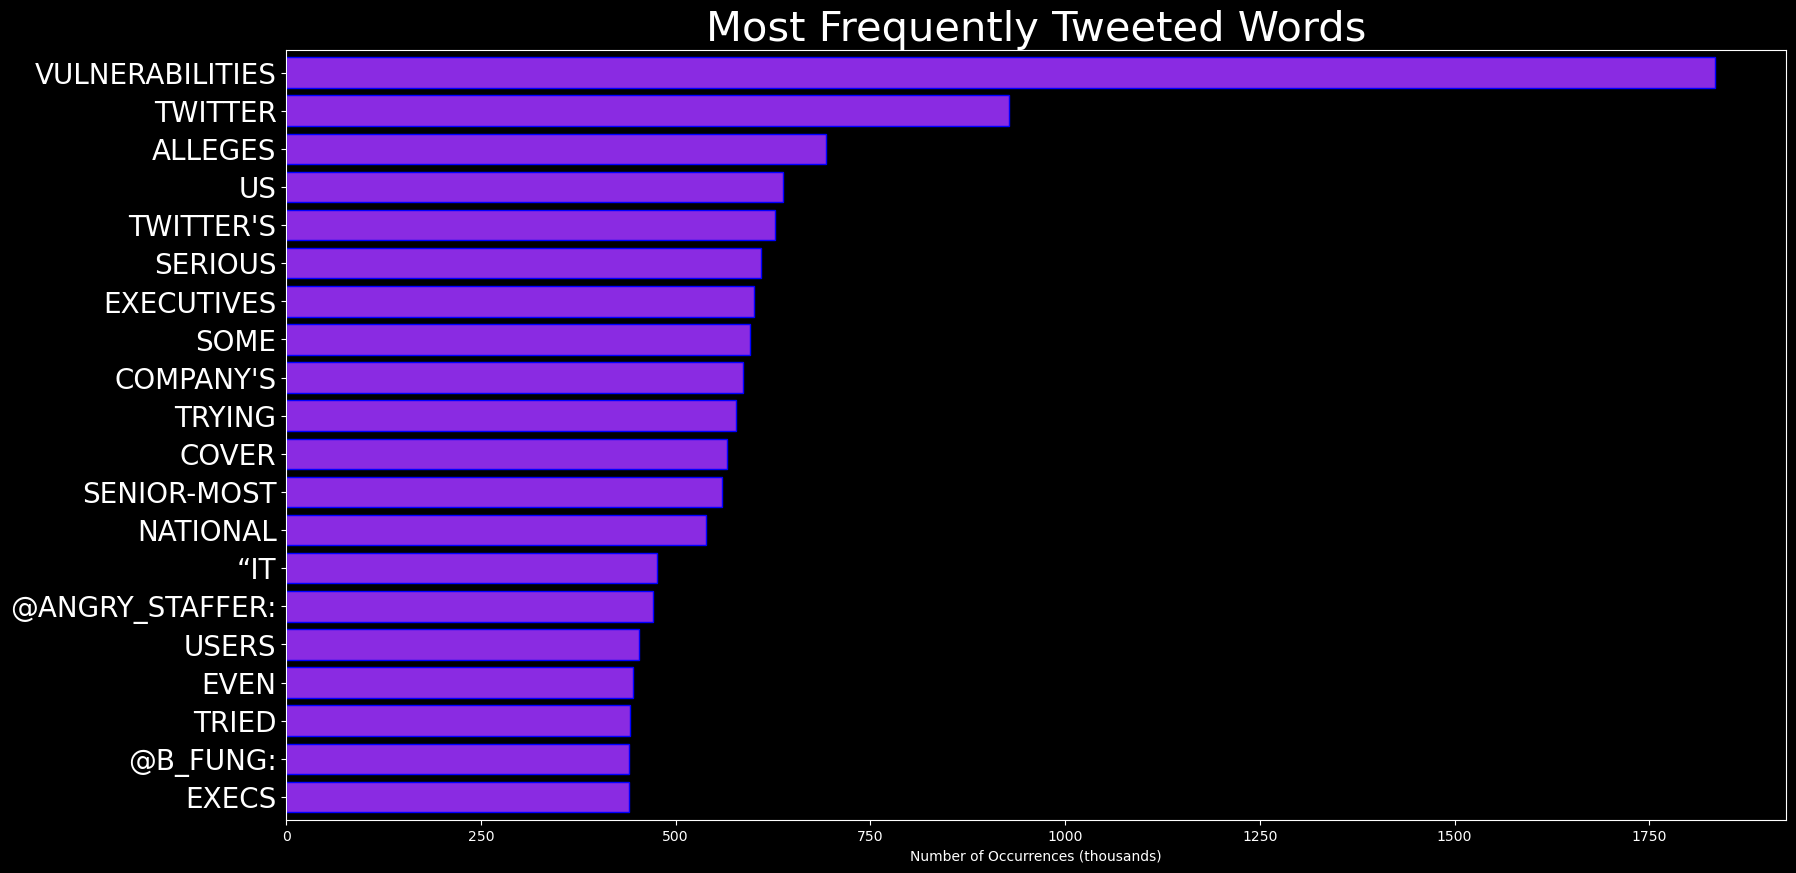 Most Frequently Tweeted Words
VULNERABILITIES
TWITTER
ALLEGES
US
TWITTER'S
SERIOUS
EXECUTIVES
SOME
COMPANY'S
TRYING
COVER
SENIOR-MOST
NATIONAL
“IT
@ANGRY_STAFFER:
USERS
EVEN
TRIED
@B_FUNG:
EXECS
0 250 500 750 1000 1250 1500 1750
Number of Occurrences (thousands)